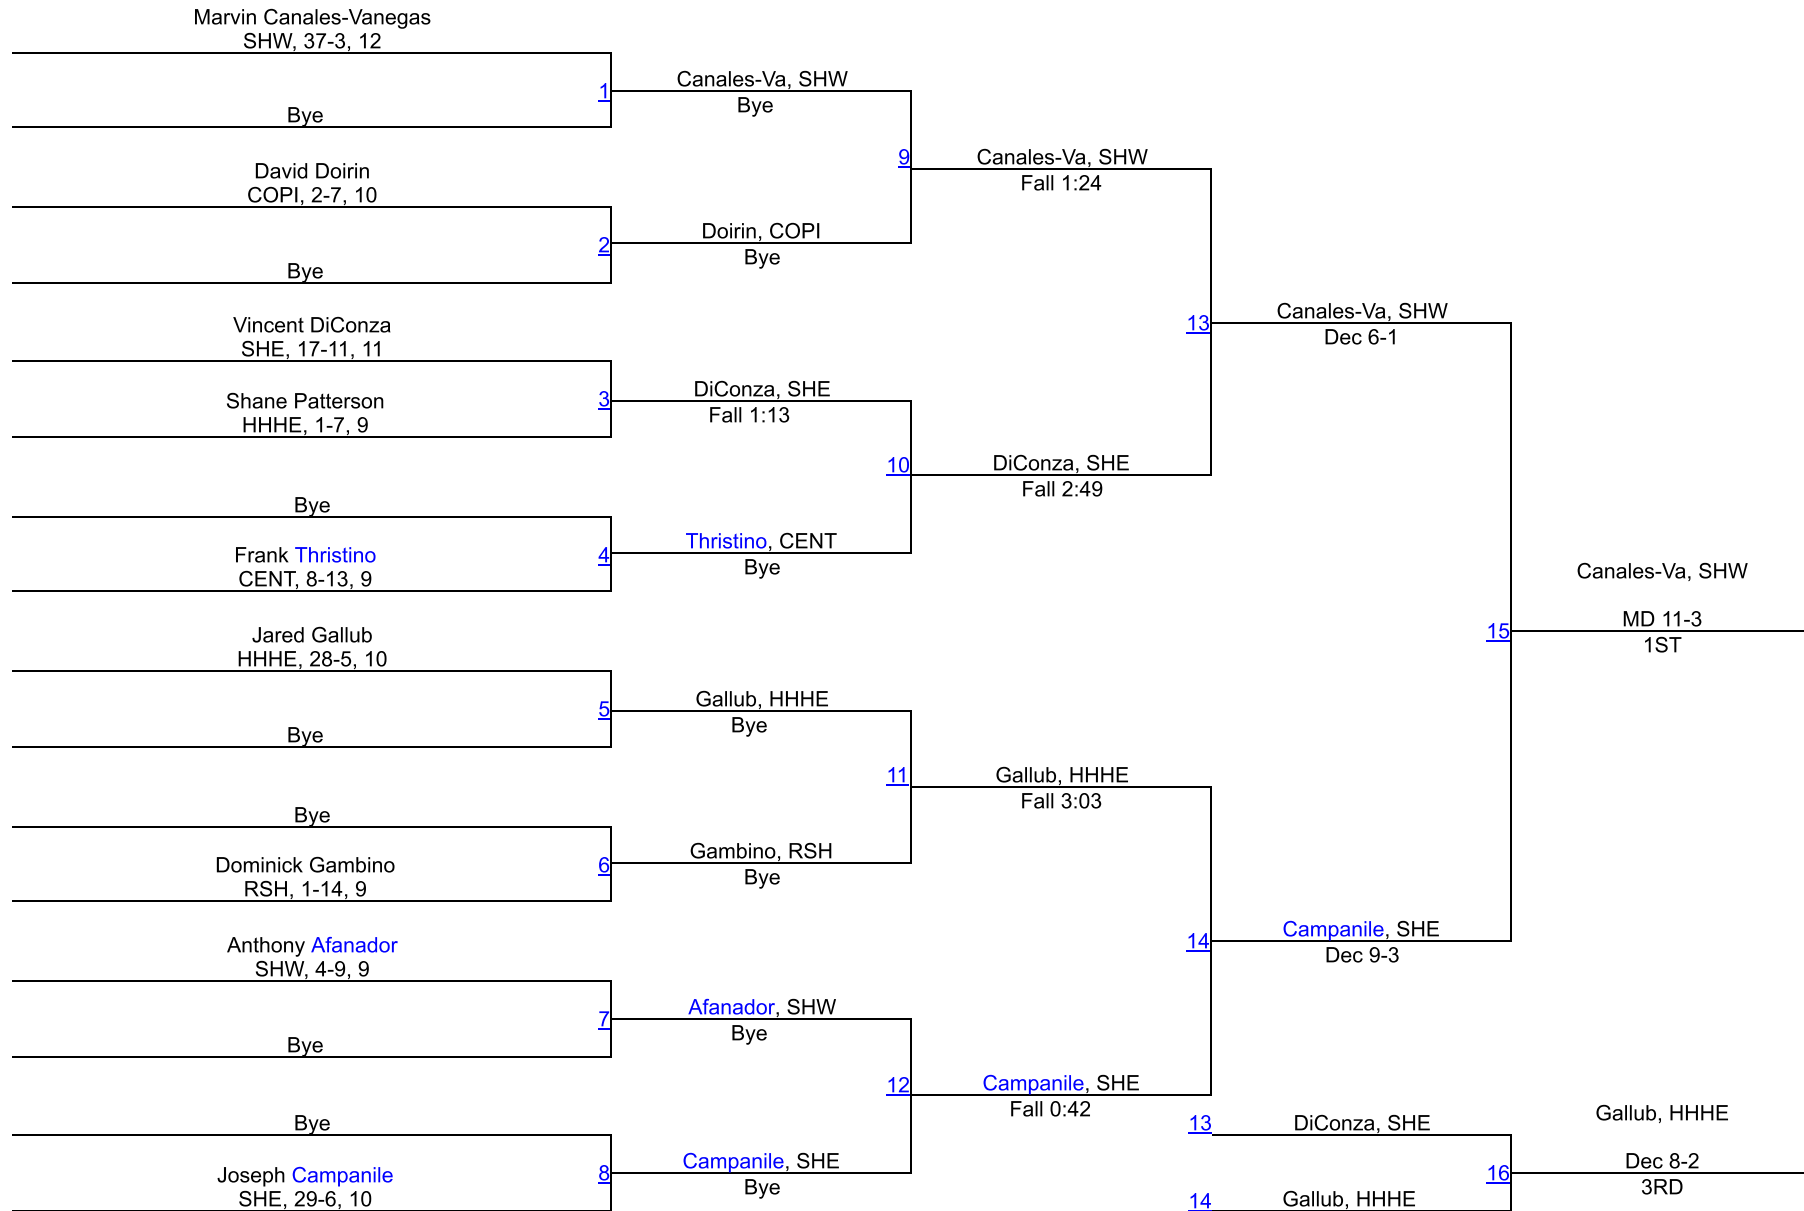 Marvin Canales-Vanegas
SHW, 37-3, 12
1
Bye
Canales-Va, SHW
Bye
David Doirin
COPI, 2-7, 10
2
Bye
Doirin, COPI
Bye
9
Canales-Va, SHW
Fall 1:24
Vincent DiConza
SHE, 17-11, 11
Shane Patterson
HHHE, 1-7, 9
3
DiConza, SHE
Fall 1:13
Bye
Frank Thristino
CENT, 8-13, 9
4
Thristino, CENT
Bye
10
DiConza, SHE
Fall 2:49
13
Canales-Va, SHW
Dec 6-1
Jared Gallub
HHHE, 28-5, 10
5
Bye
Gallub, HHHE
Bye
Bye
Dominick Gambino
RSH, 1-14, 9
6
Gambino, RSH
Bye
11
Gallub, HHHE
Fall 3:03
Anthony Afanador
SHW, 4-9, 9
7
Bye
Afanador, SHW
Bye
Bye
Joseph Campanile
SHE, 29-6, 10
8
Campanile, SHE
Bye
12
Campanile, SHE
Fall 0:42
14
Campanile, SHE
Dec 9-3
15
Canales-Va, SHW
MD 11-3
1ST
13
DiConza, SHE
14
Gallub, HHHE
16
Gallub, HHHE
Dec 8-2
3RD